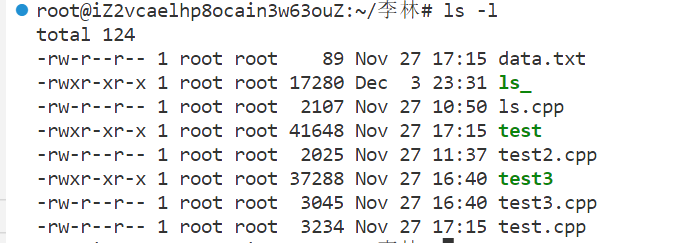 root@iZ2vcaelhp8ocain3w63ouZ:~/李林# ls -l
total 124
-rw-r--r-- 1 root root    89 Nov 27 17:15 data.txt
-rwxr-xr-x 1 root root 17280 Dec  3 23:31 ls_
-rw-r--r-- 1 root root  2107 Nov 27 10:50 ls.cpp
-rwxr-xr-x 1 root root 41648 Nov 27 17:15 test
-rw-r--r-- 1 root root  2025 Nov 27 11:37 test2.cpp
-rwxr-xr-x 1 root root 37288 Nov 27 16:40 test3
-rw-r--r-- 1 root root  3045 Nov 27 16:40 test3.cpp
-rw-r--r-- 1 root root  3234 Nov 27 17:15 test.cpp